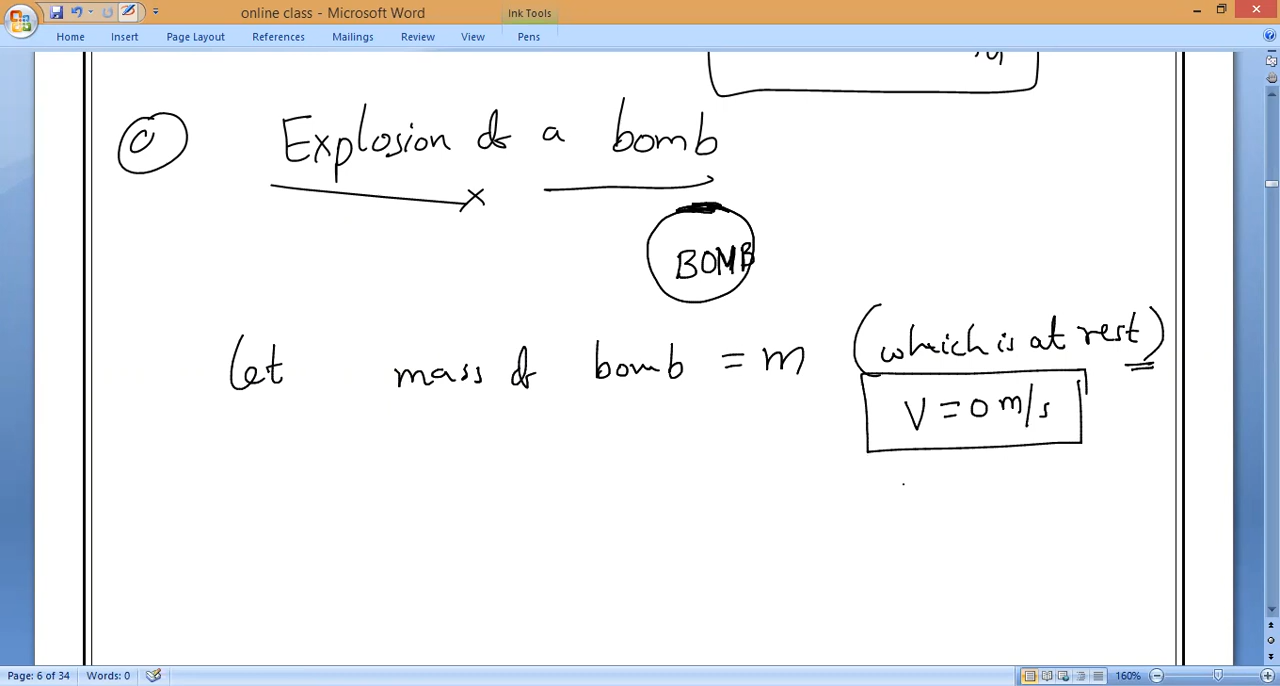 online class - Microsoft Word
Ink Tools
Home Insert Page Layout References Mailings Review View Pens
Explosion of a bomb
BOMB
Let mass of bomb = m (which is at rest)
V = 0 m/s
Page: 6 of 34 Words: 0 160%